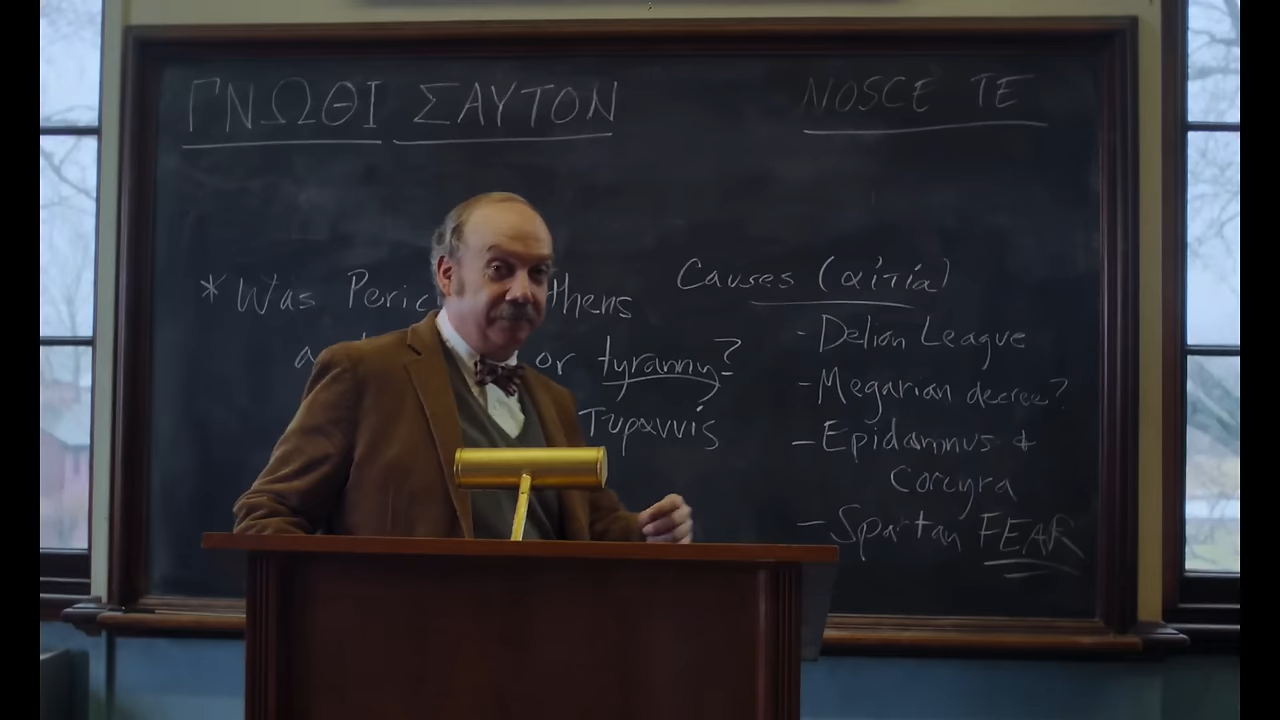 ΓΝΩΘΙ ΣΑΥΤΟΝ
NOSCE TE
* Was Peric thens
a or tyranny?
Τυραννίς
Causes (αἰτία)
- Delian League
- Megarian decree?
- Epidamnus &
Corcyra
- Spartan FEAR